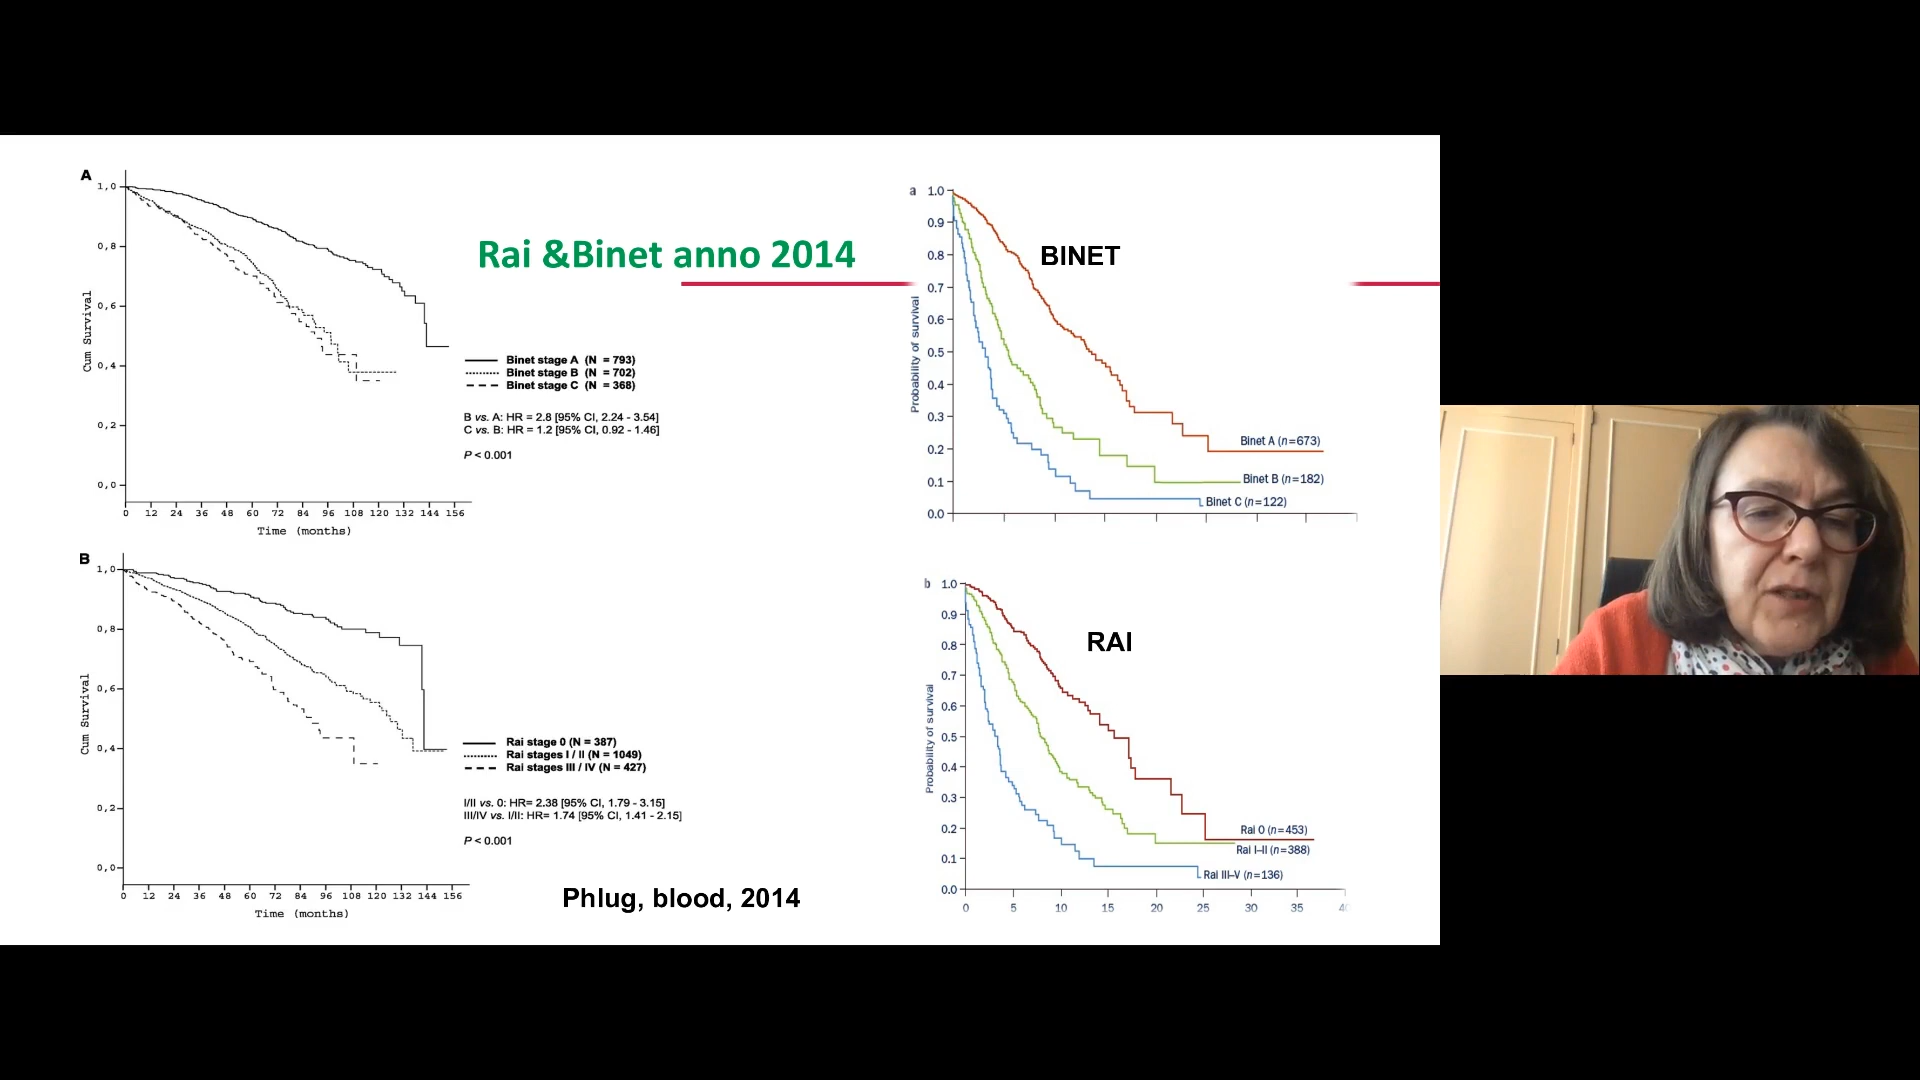 A
1,0
0,8
0,6
0,4
0,2
0,0
Cum Survival
0 12 24 36 48 60 72 84 96 108 120 132 144 156
Time (months)
Binet stage A (N = 793)
Binet stage B (N = 702)
Binet stage C (N = 368)
B vs. A: HR = 2.8 [95% CI, 2.24 - 3.54]
C vs. B: HR = 1.2 [95% CI, 0.92 - 1.46]
P < 0.001
Rai &Binet anno 2014
a
1.0
0.9
0.8
0.7
0.6
0.5
0.4
0.3
0.2
0.1
0.0
Probability of survival
BINET
Binet A (n=673)
Binet B (n=182)
Binet C (n=122)
B
1,0
0,8
0,6
0,4
0,2
0,0
Cum Survival
0 12 24 36 48 60 72 84 96 108 120 132 144 156
Time (months)
Rai stage 0 (N = 387)
Rai stages I / II (N = 1049)
Rai stages III / IV (N = 427)
I/II vs. 0: HR= 2.38 [95% CI, 1.79 - 3.15]
III/IV vs. I/II: HR= 1.74 [95% CI, 1.41 - 2.15]
P < 0.001
Phlug, blood, 2014
b
1.0
0.9
0.8
0.7
0.6
0.5
0.4
0.3
0.2
0.1
0.0
Probability of survival
RAI
Rai 0 (n=453)
Rai I–II (n=388)
Rai III–V (n=136)
0 5 10 15 20 25 30 35